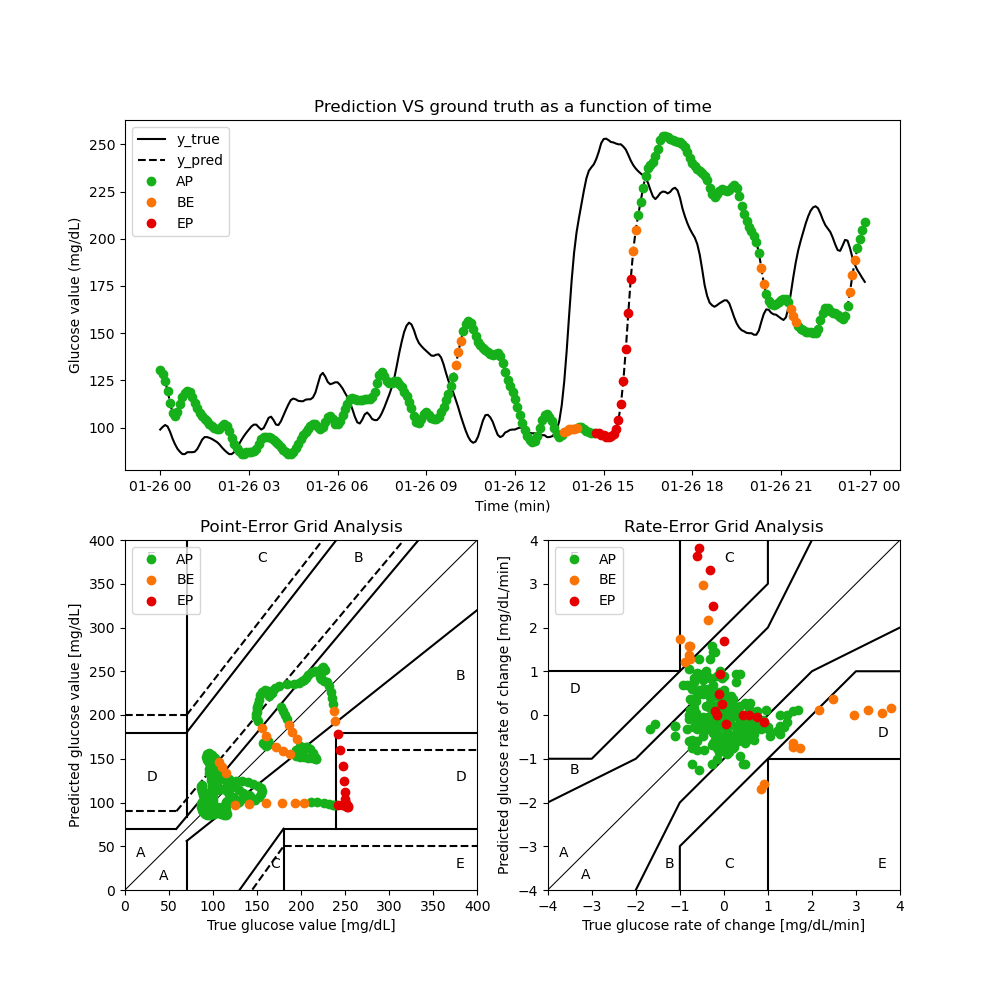 Prediction VS ground truth as a function of time
Glucose value (mg/dL)
250
225
200
175
150
125
100
y_true
y_pred
AP
BE
EP
01-26 00 01-26 03 01-26 06 01-26 09 01-26 12 01-26 15 01-26 18 01-26 21 01-27 00
Time (min)
Point-Error Grid Analysis
Predicted glucose value [mg/dL]
400
350
300
250
200
150
100
50
0
AP
BE
EP
C
B
B
D
D
A
A
C
E
0 50 100 150 200 250 300 350 400
True glucose value [mg/dL]
Rate-Error Grid Analysis
Predicted glucose rate of change [mg/dL/min]
4
3
2
1
0
−1
−2
−3
−4
AP
BE
EP
C
D
D
B
A
A
B
C
E
−4 −3 −2 −1 0 1 2 3 4
True glucose rate of change [mg/dL/min]